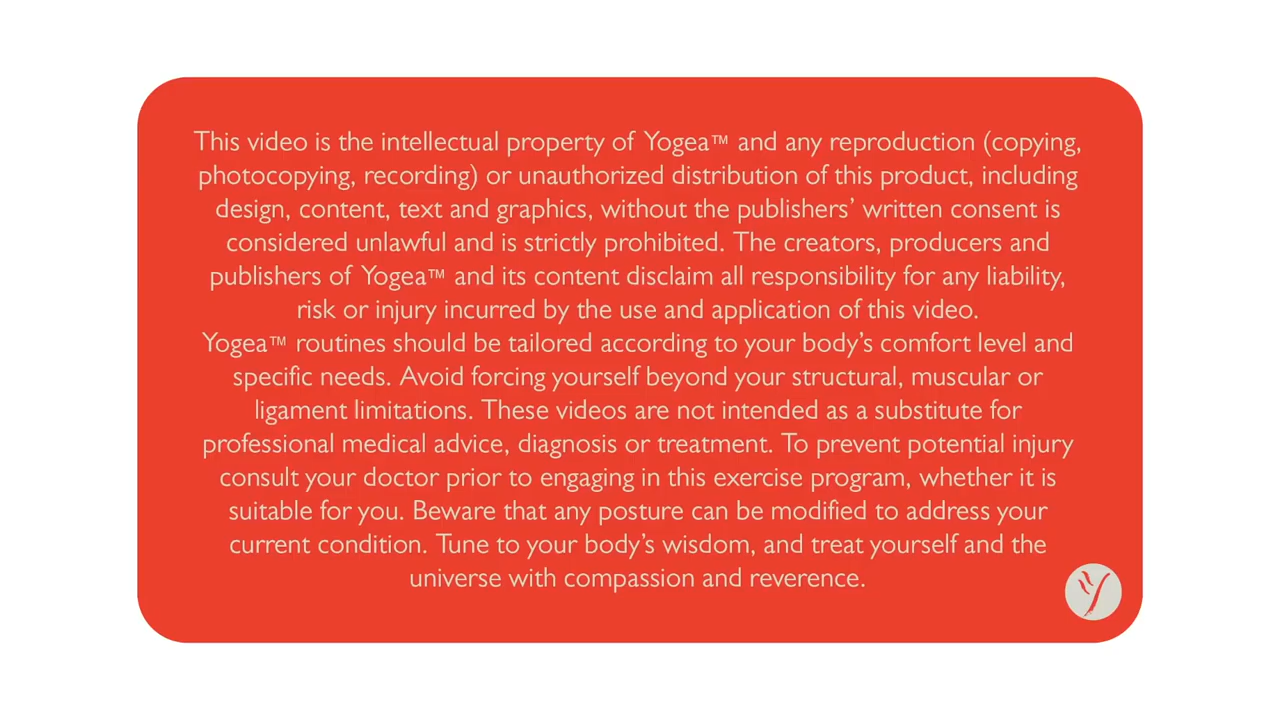 This video is the intellectual property of Yogea™ and any reproduction (copying,
photocopying, recording) or unauthorized distribution of this product, including
design, content, text and graphics, without the publishers’ written consent is
considered unlawful and is strictly prohibited. The creators, producers and
publishers of Yogea™ and its content disclaim all responsibility for any liability,
risk or injury incurred by the use and application of this video.
Yogea™ routines should be tailored according to your body’s comfort level and
specific needs. Avoid forcing yourself beyond your structural, muscular or
ligament limitations. These videos are not intended as a substitute for
professional medical advice, diagnosis or treatment. To prevent potential injury
consult your doctor prior to engaging in this exercise program, whether it is
suitable for you. Beware that any posture can be modified to address your
current condition. Tune to your body’s wisdom, and treat yourself and the
universe with compassion and reverence.